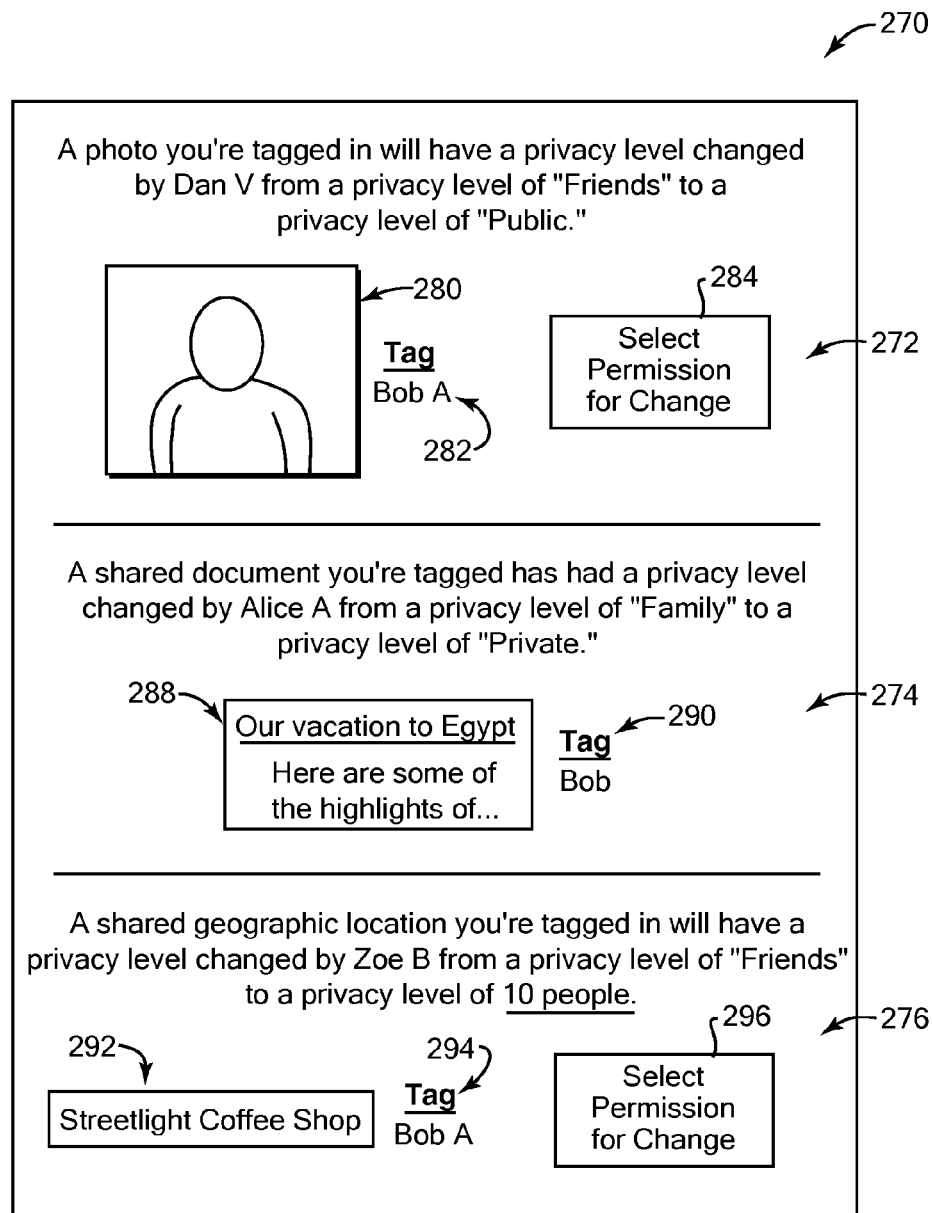 270
A photo you're tagged in will have a privacy level changed
by Dan V from a privacy level of "Friends" to a
privacy level of "Public."
280
284
Tag
Bob A
282
Select
Permission
for Change
272
A shared document you're tagged has had a privacy level
changed by Alice A from a privacy level of "Family" to a
privacy level of "Private."
288
Our vacation to Egypt
Here are some of
the highlights of...
290
Tag
Bob
274
A shared geographic location you're tagged in will have a
privacy level changed by Zoe B from a privacy level of "Friends"
to a privacy level of 10 people.
292
Streetlight Coffee Shop
294
Tag
Bob A
296
Select
Permission
for Change
276